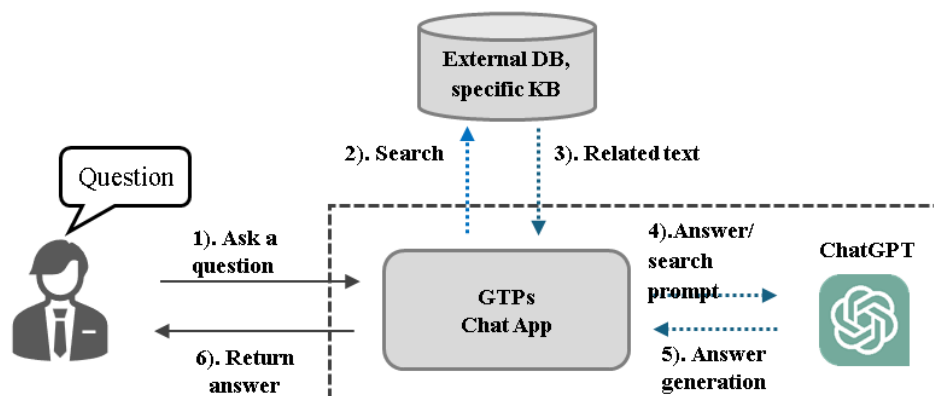 External DB,
specific KB
2). Search
3). Related text
Question
1). Ask a
question
4).Answer/
search
prompt
ChatGPT
GTPs
Chat App
6). Return
answer
5). Answer
generation